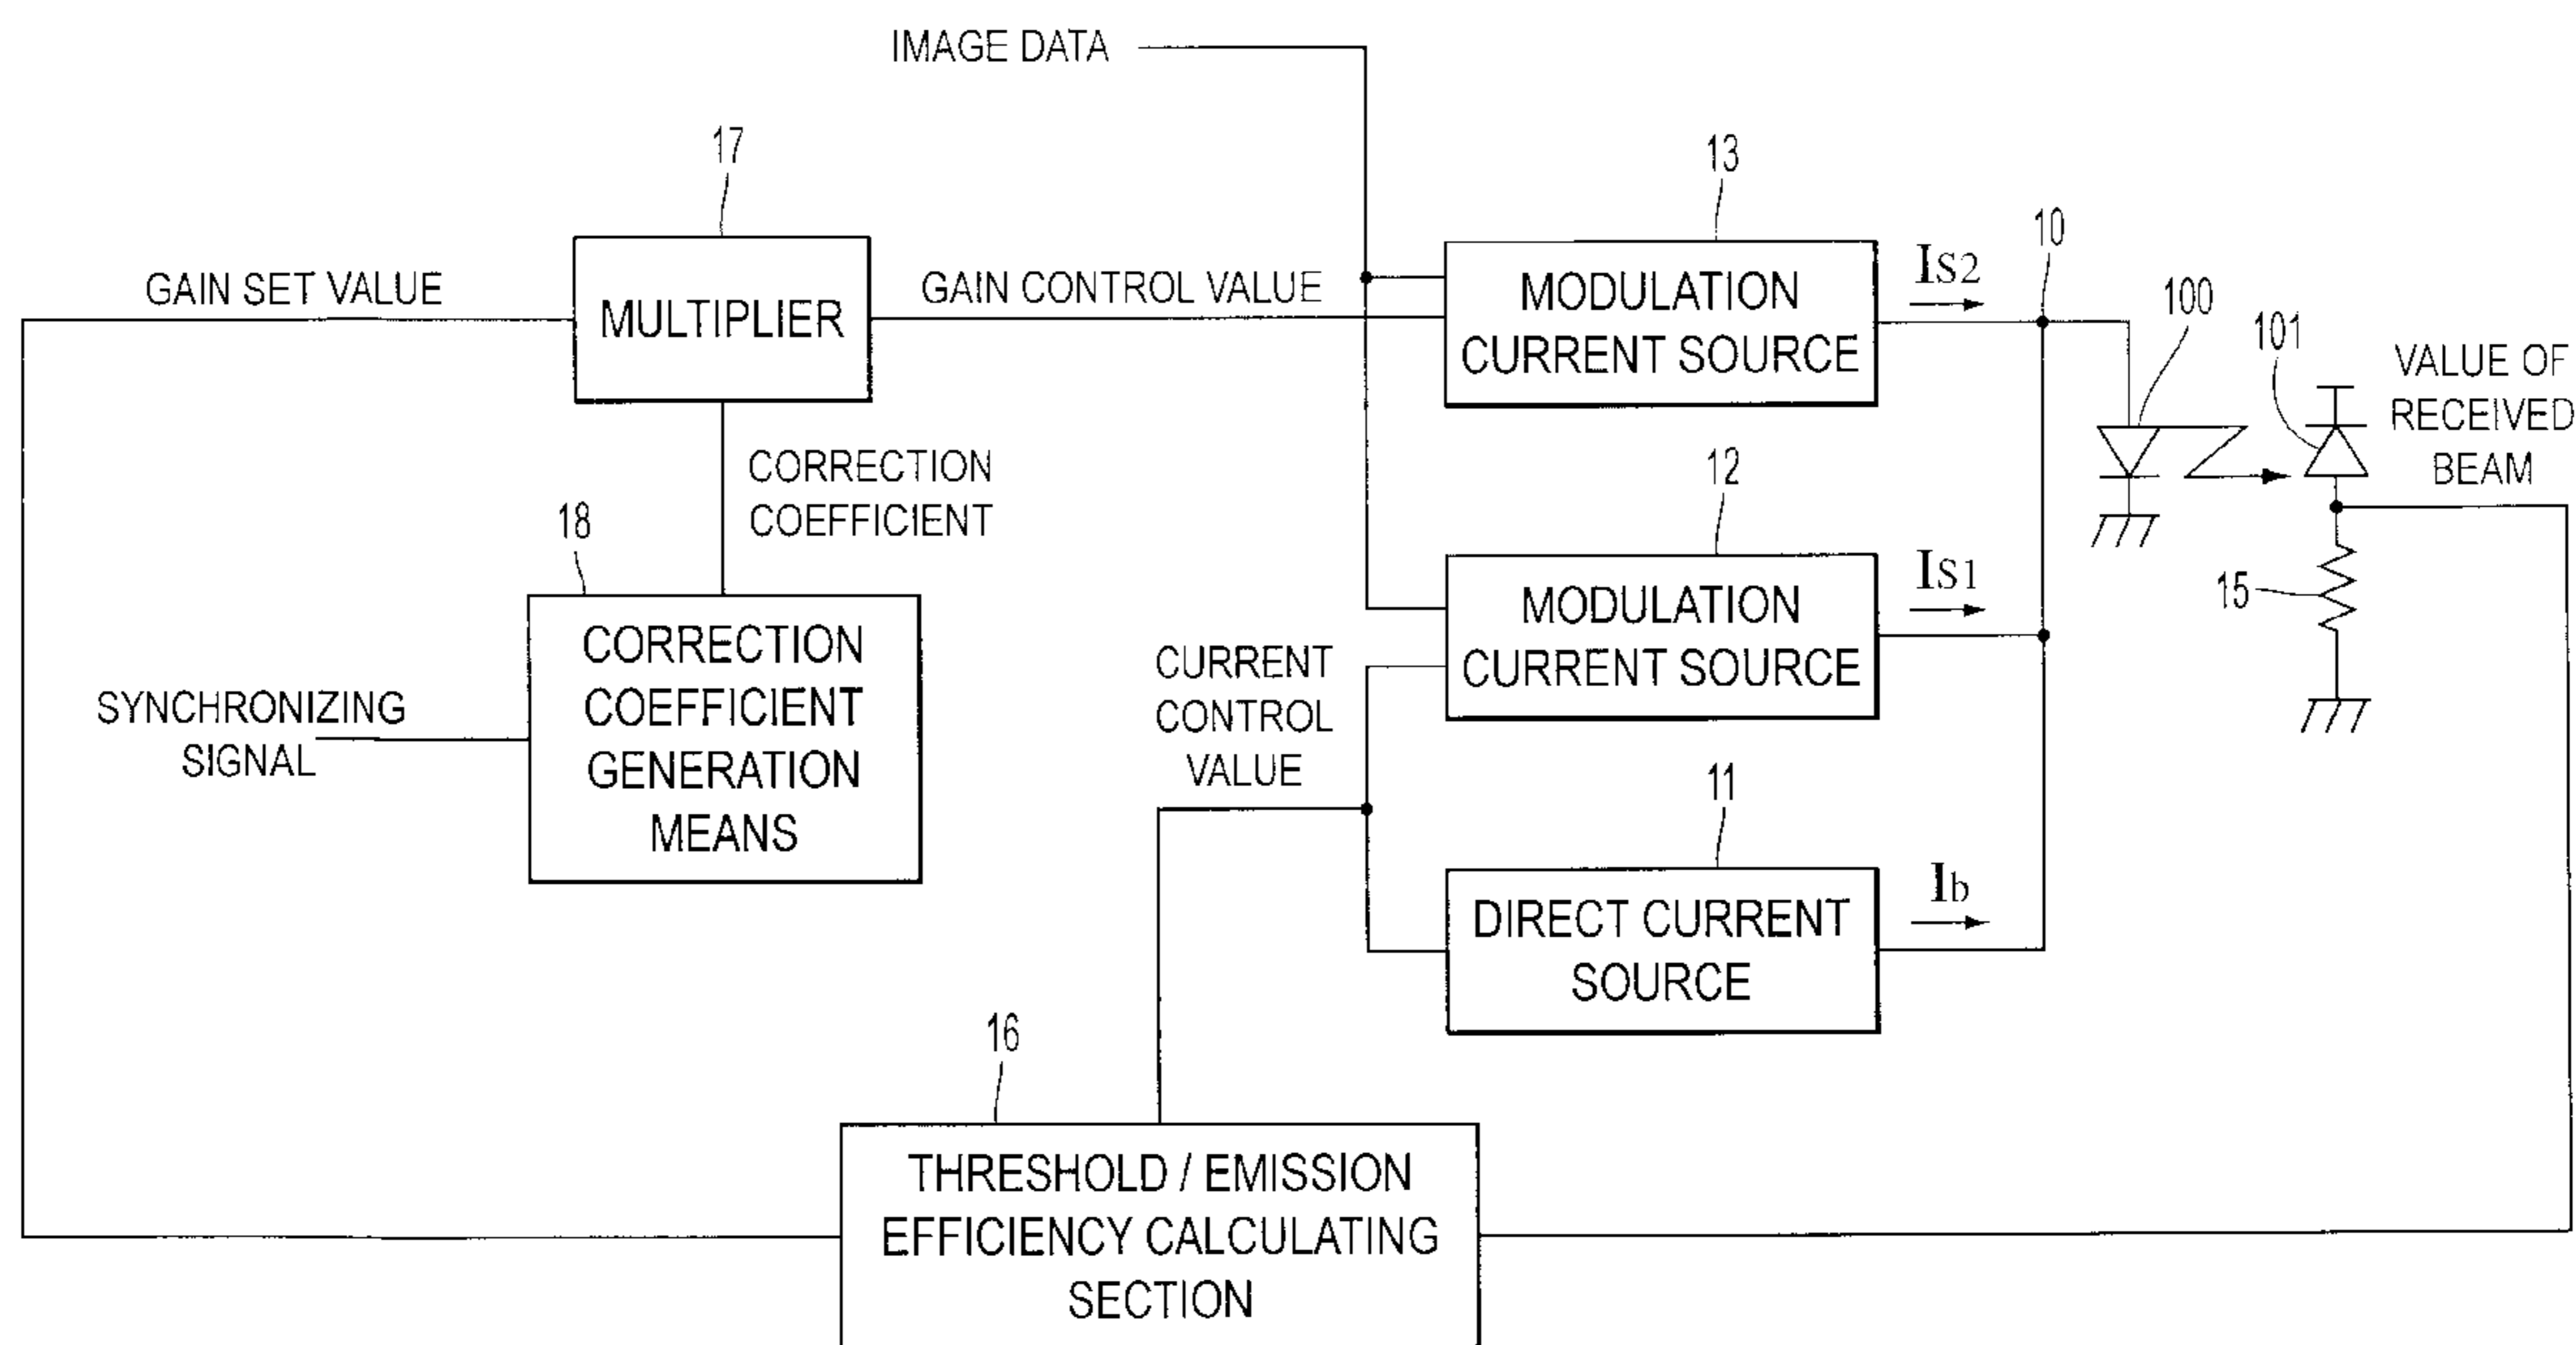 IMAGE DATA
17
13
10
GAIN SET VALUE
MULTIPLIER
GAIN CONTROL VALUE
MODULATION
CURRENT SOURCE
IS2
100
101
VALUE OF
RECEIVED
BEAM
CORRECTION
COEFFICIENT
18
12
CORRECTION
COEFFICIENT
GENERATION
MEANS
SYNCHRONIZING
SIGNAL
MODULATION
CURRENT SOURCE
IS1
15
CURRENT
CONTROL
VALUE
11
DIRECT CURRENT
SOURCE
Ib
16
THRESHOLD / EMISSION
EFFICIENCY CALCULATING
SECTION